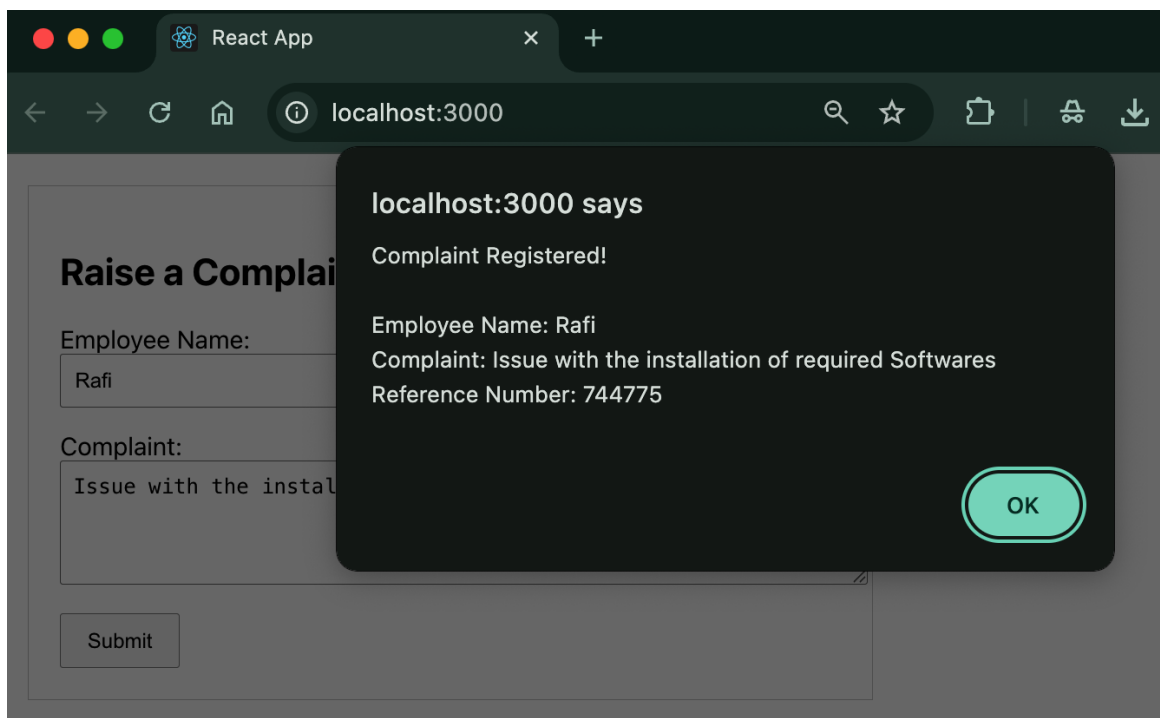 React App
localhost:3000
localhost:3000 says
Complaint Registered!
Employee Name: Rafi
Complaint: Issue with the installation of required Softwares
Reference Number: 744775
OK
Raise a Complai
Employee Name:
Rafi
Complaint:
Issue with the instal
Submit